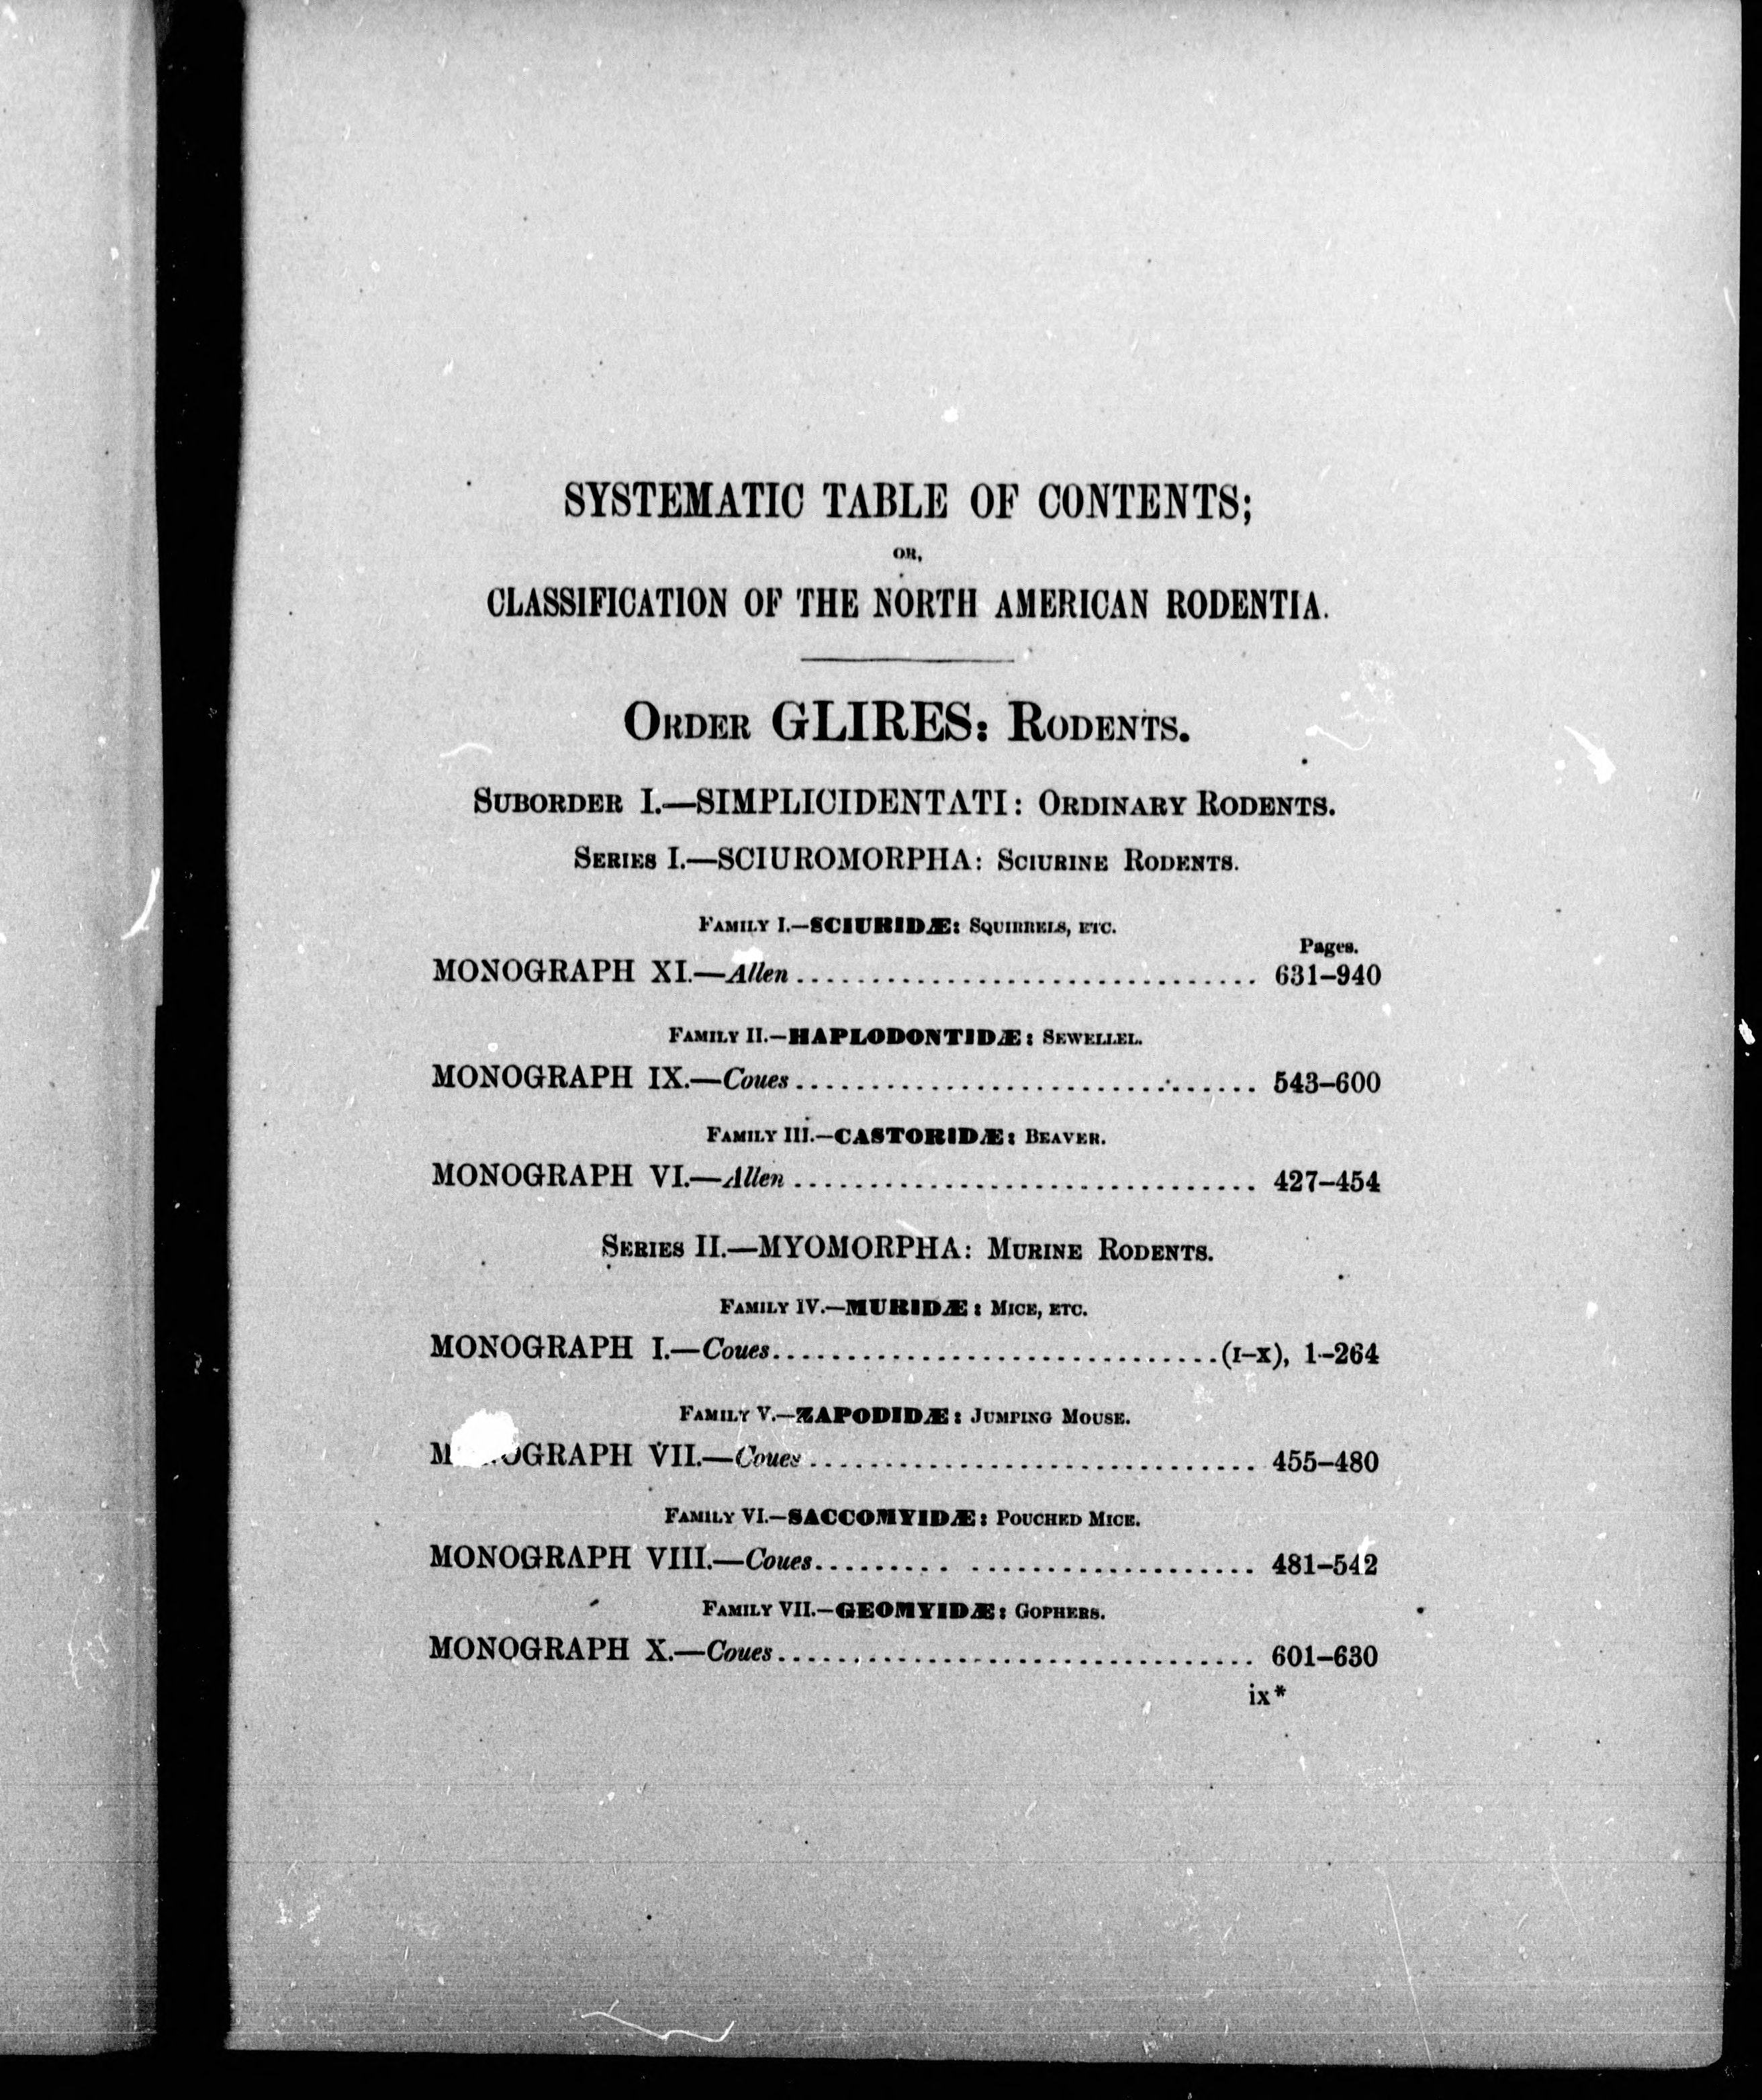 SYSTEMATIC TABLE OF CONTENTS;
OR,
CLASSIFICATION OF THE NORTH AMERICAN RODENTIA.
ORDER GLIRES: RODENTS.
SUBORDER I.—SIMPLICIDENTATI: ORDINARY RODENTS.
SERIES I.—SCIUROMORPHA: SCIURINE RODENTS.
FAMILY I.—SCIURIDÆ: SQUIRRELS, ETC.
Pages.
MONOGRAPH XI.—Allen .............................. 631–940
FAMILY II.—HAPLODONTIDÆ: SEWELLEL.
MONOGRAPH IX.—Coues .............................. 543–600
FAMILY III.—CASTORIDÆ: BEAVER.
MONOGRAPH VI.—Allen .............................. 427–454
SERIES II.—MYOMORPHA: MURINE RODENTS.
FAMILY IV.—MURIDÆ: MICE, ETC.
MONOGRAPH I.—Coues..............................(I–X), 1–264
FAMILY V.—ZAPODIDÆ: JUMPING MOUSE.
MONOGRAPH VII.—Coues .............................. 455–480
FAMILY VI.—SACCOMYIDÆ: POUCHED MICE.
MONOGRAPH VIII.—Coues......... ................... 481–542
FAMILY VII.—GEOMYIDÆ: GOPHERS.
MONOGRAPH X.—Coues................................ 601–630
ix*